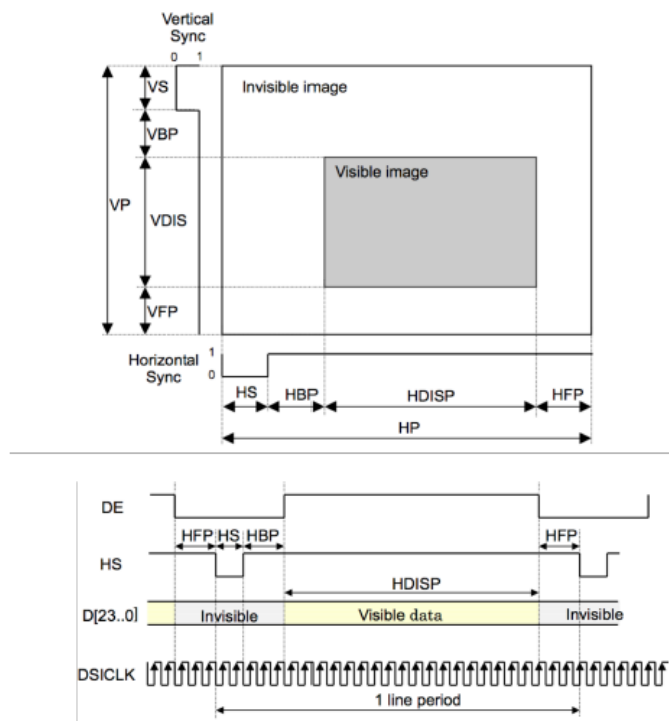 Vertical
Sync
0 1
VS
Invisible image
VBP
Visible image
VP
VDIS
VFP
Horizontal
Sync
1
0
HS
HBP
HDISP
HFP
HP
DE
HFP HS HBP
HFP
HS
HDISP
D[23..0]
Invisible
Visible data
Invisible
DSICLK
1 line period